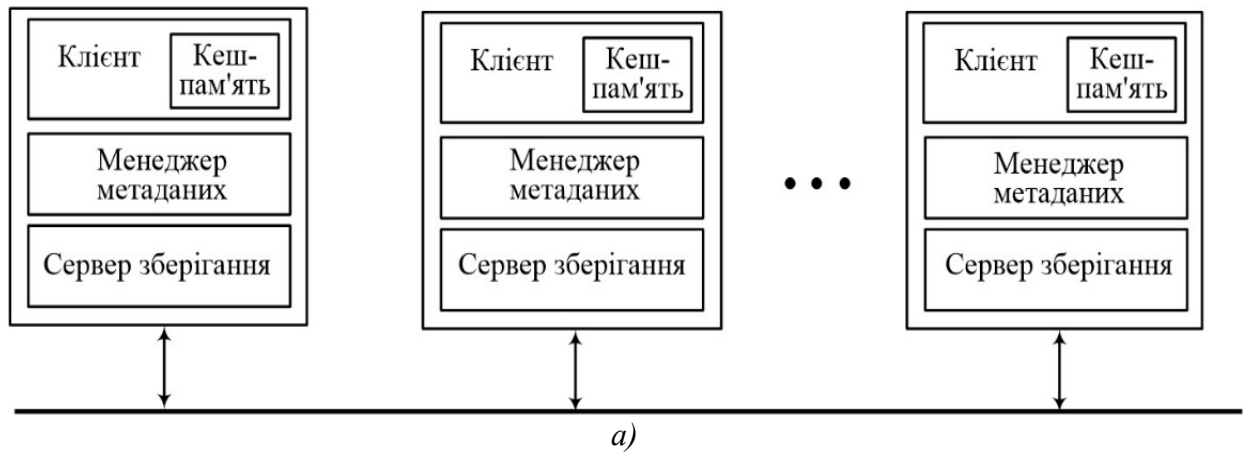 Клієнт
Кеш-
пам'ять
Менеджер
метаданих
Сервер зберігання
Клієнт
Кеш-
пам'ять
Менеджер
метаданих
Сервер зберігання
• • •
Клієнт
Кеш-
пам'ять
Менеджер
метаданих
Сервер зберігання
а)